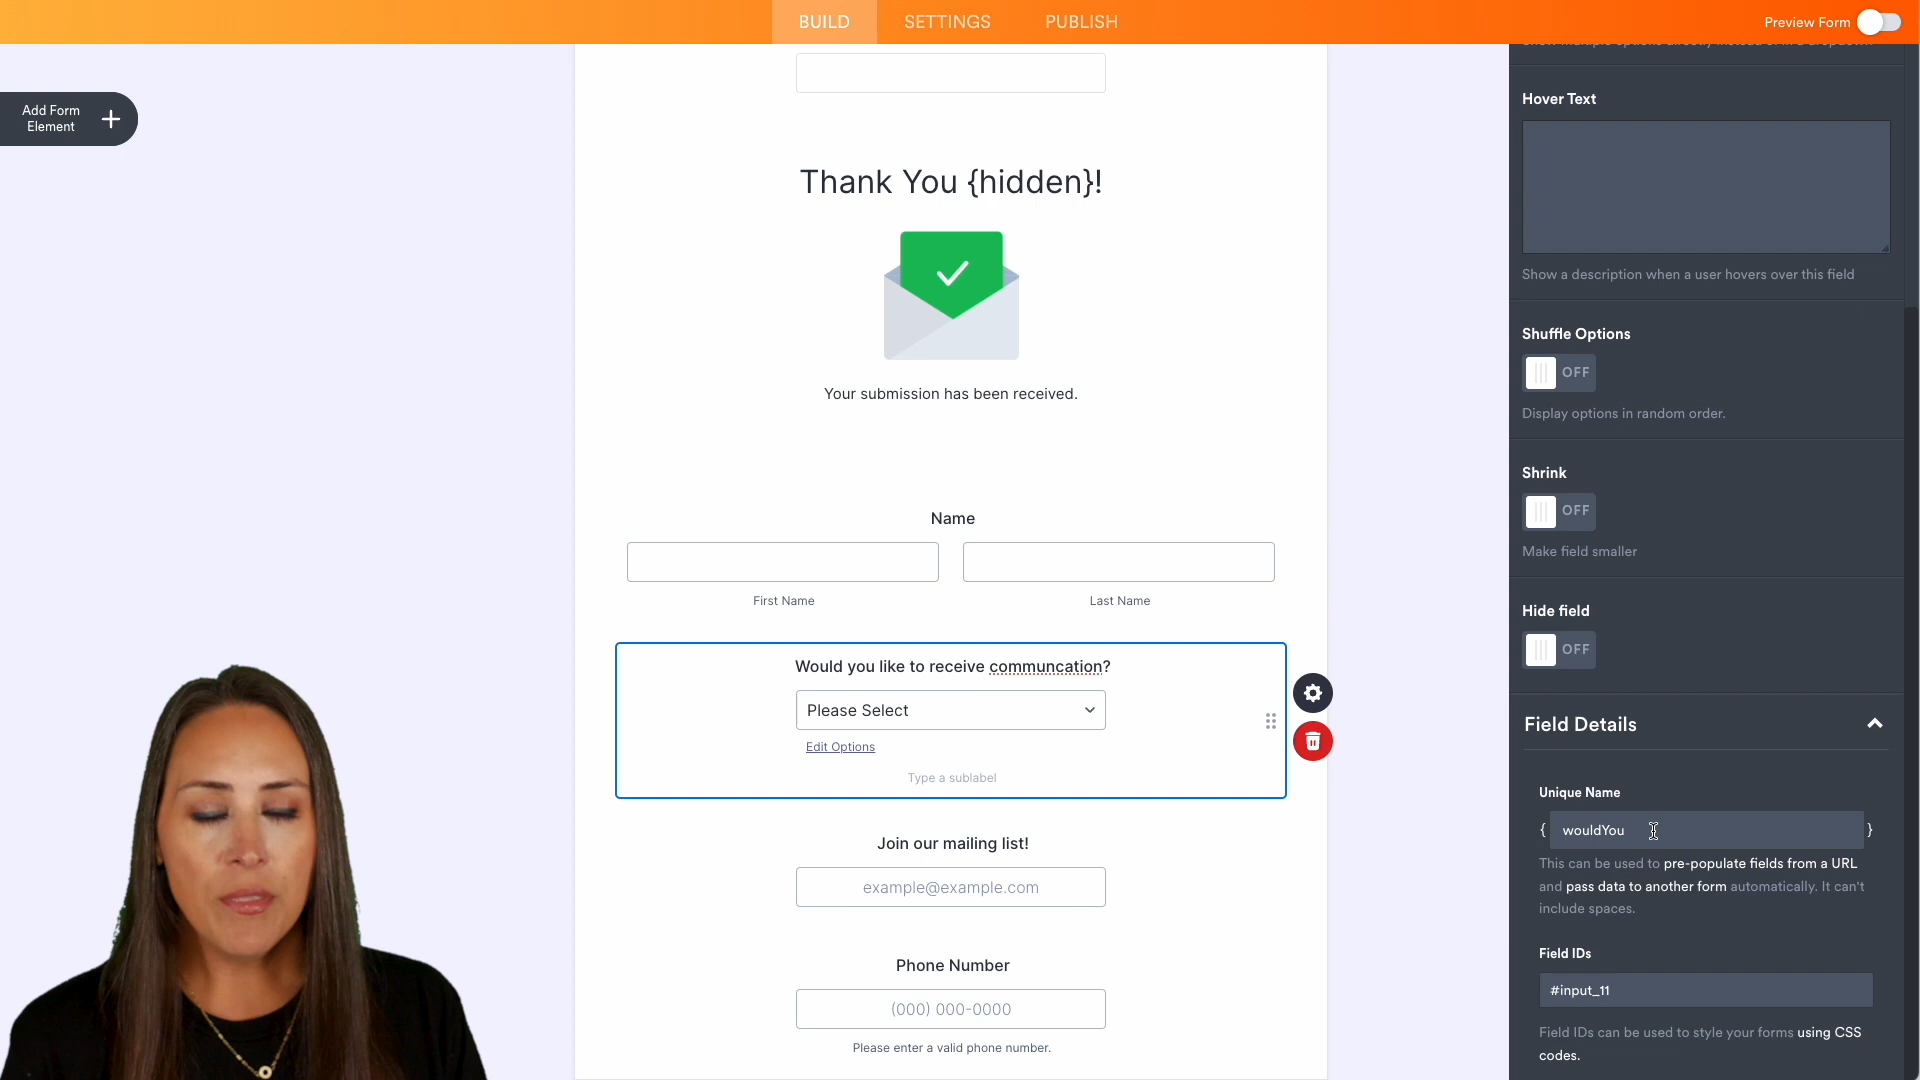 BUILD
SETTINGS
PUBLISH
Preview Form
Add Form
Element
Thank You {hidden}!
Your submission has been received.
Name
First Name
Last Name
Would you like to receive communcation?
Please Select
Edit Options
Type a sublabel
Join our mailing list!
example@example.com
Phone Number
(000) 000-0000
Please enter a valid phone number.
Hover Text
Show a description when a user hovers over this field
Shuffle Options
OFF
Display options in random order.
Shrink
OFF
Make field smaller
Hide field
OFF
Field Details
Unique Name
{ wouldYou }
This can be used to pre-populate fields from a URL
and pass data to another form automatically. It can't
include spaces.
Field IDs
#input_11
Field IDs can be used to style your forms using CSS
codes.